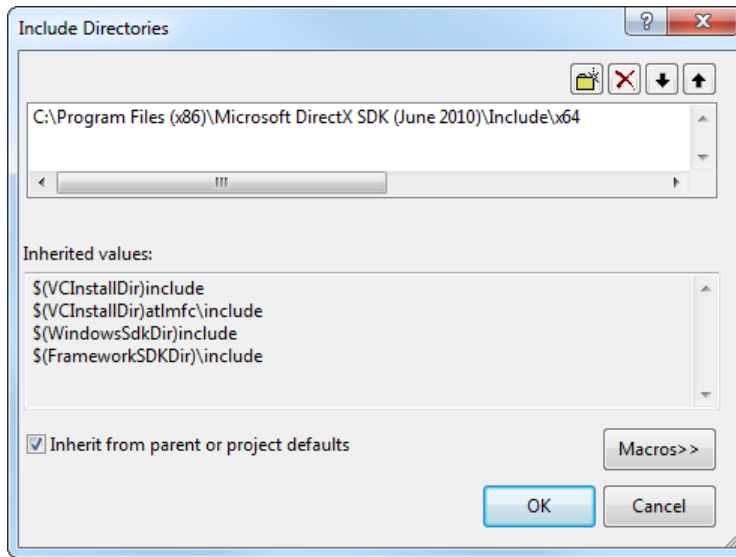 Include Directories
C:\Program Files (x86)\Microsoft DirectX SDK (June 2010)\Include\x64
Inherited values:
$(VCInstallDir)include
$(VCInstallDir)atlmfc\include
$(WindowsSdkDir)include
$(FrameworkSDKDir)\include
Inherit from parent or project defaults
Macros>>
OK
Cancel